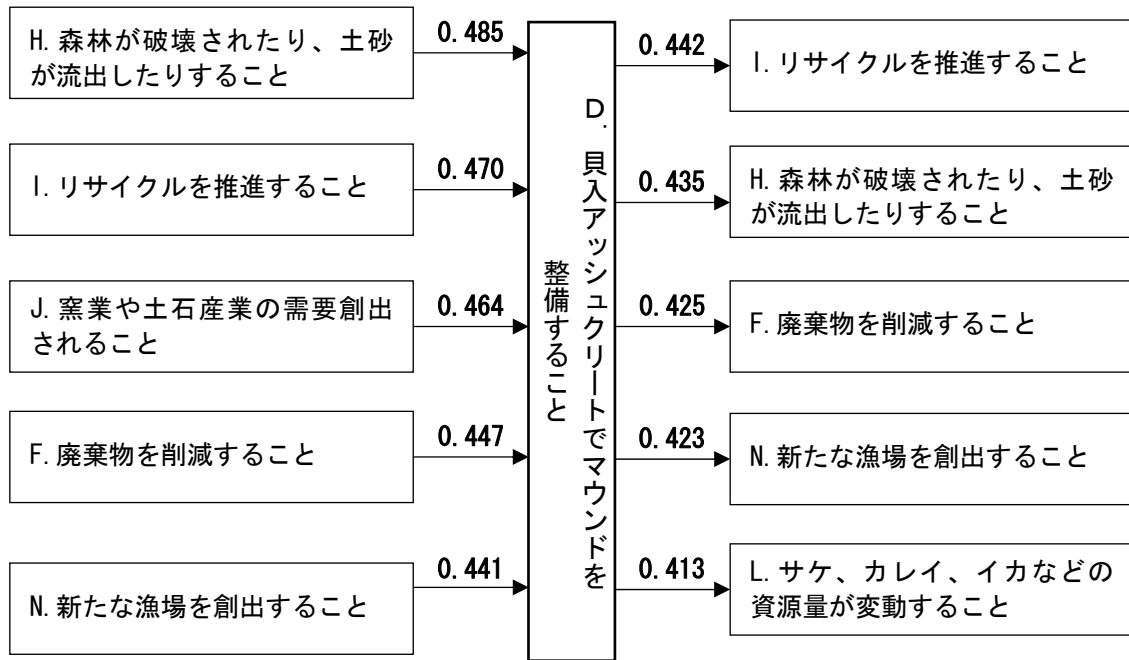 H.森林が破壊されたり、土砂
が流出したりすること
0.485
I.リサイクルを推進すること
0.470
J.窯業や土石産業の需要創出
されること
0.464
F.廃棄物を削減すること
0.447
N.新たな漁場を創出すること
0.441
D.貝入アッシュクリートでマウンドを
整備すること
0.442
I.リサイクルを推進すること
0.435
H.森林が破壊されたり、土砂
が流出したりすること
0.425
F.廃棄物を削減すること
0.423
N.新たな漁場を創出すること
0.413
L.サケ、カレイ、イカなどの
資源量が変動すること